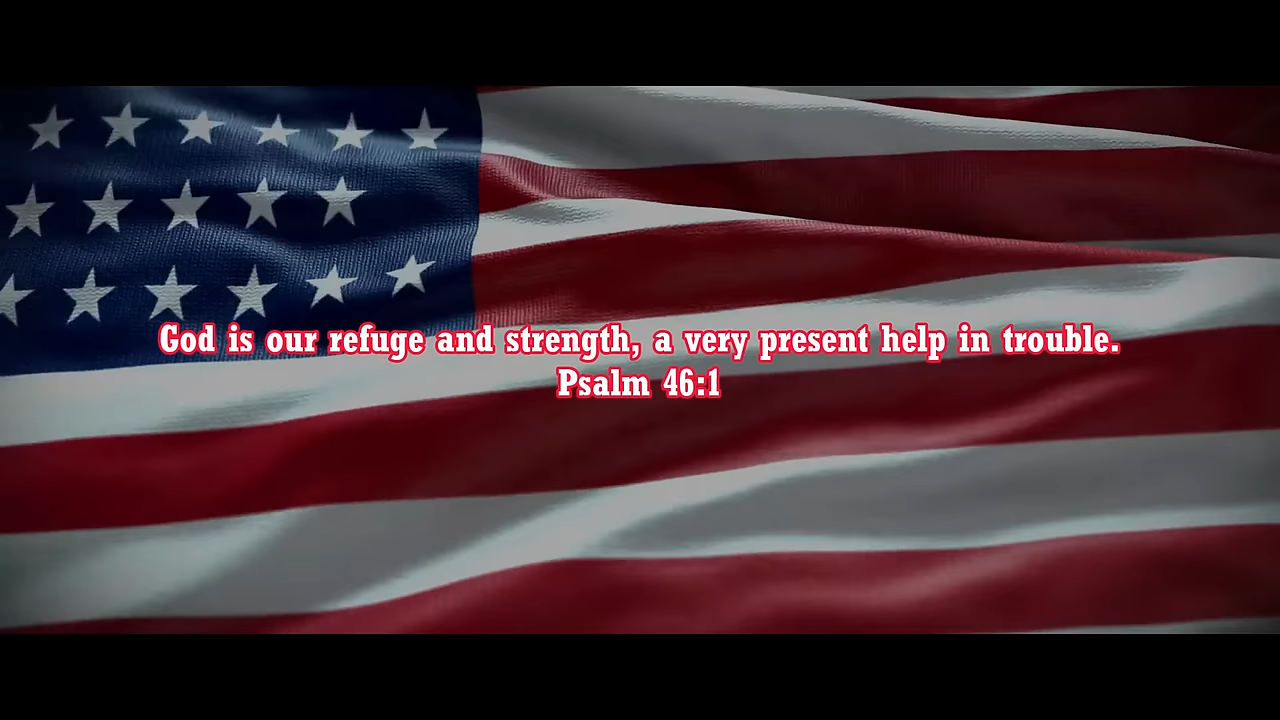 God is our refuge and strength, a very present help in trouble.
Psalm 46:1